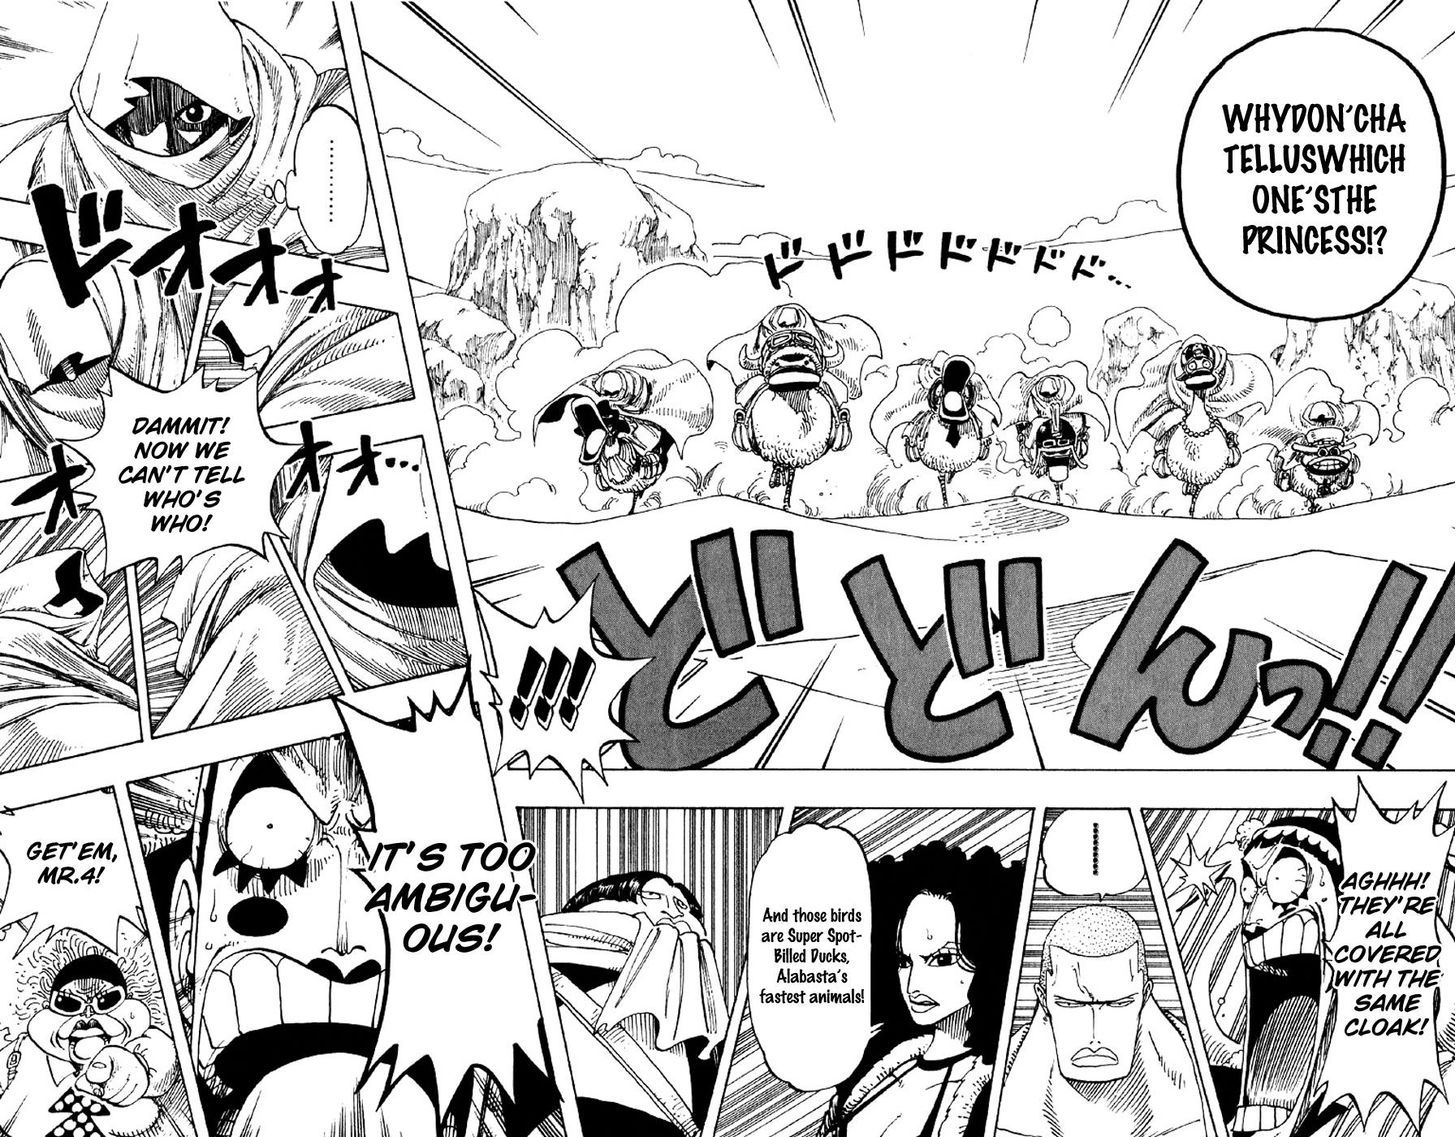 WHYDON'CHA
TELLUSWHICH
ONE'STHE
PRINCESS!?
ドドドドドドドド...
どどどんっ!!
AGHHH!
THEY'RE
ALL
COVERED
WITH THE
SAME
CLOAK!
..........
And those birds
are Super Spot-
Billed Ducks,
Alabasta's
fastest animals!
!!!
..........
ドオオオオオオ...
DAMMIT!
NOW WE
CAN'T TELL
WHO'S
WHO!
IT'S TOO
AMBIGU-
OUS!
GET'EM,
MR.4!